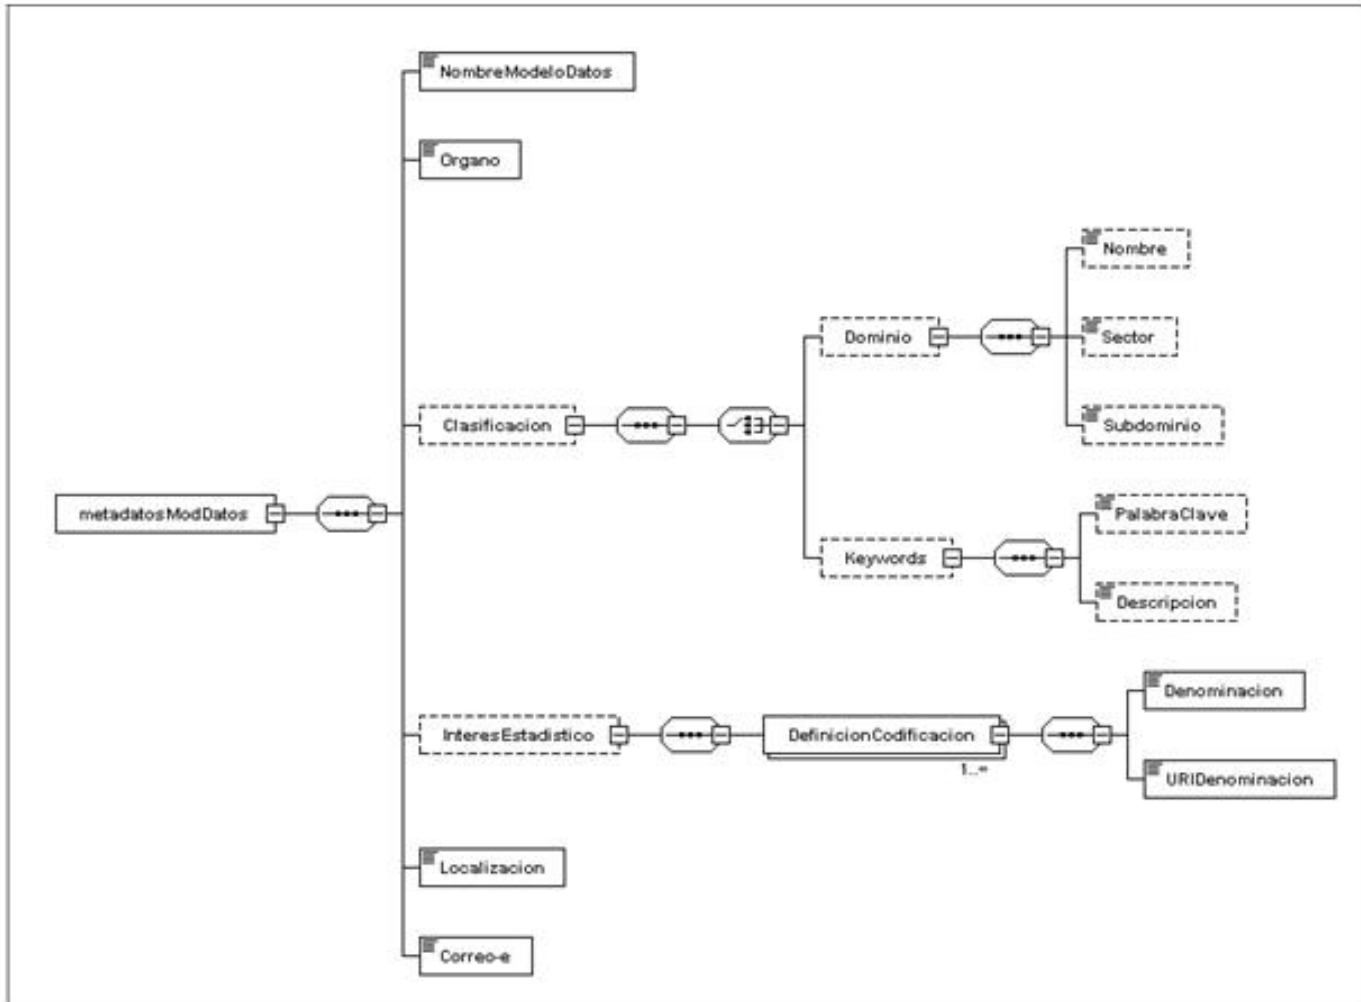 NombreModeloDatos
Organo
Nombre
Dominio
Sector
Clasificacion
Subdominio
metadatosModDatos
PalabraClave
Keywords
Descripcion
Denominacion
InteresEstadistico
DefinicionCodificacion
1..∞
URIDenominacion
Localizacion
Correo-e